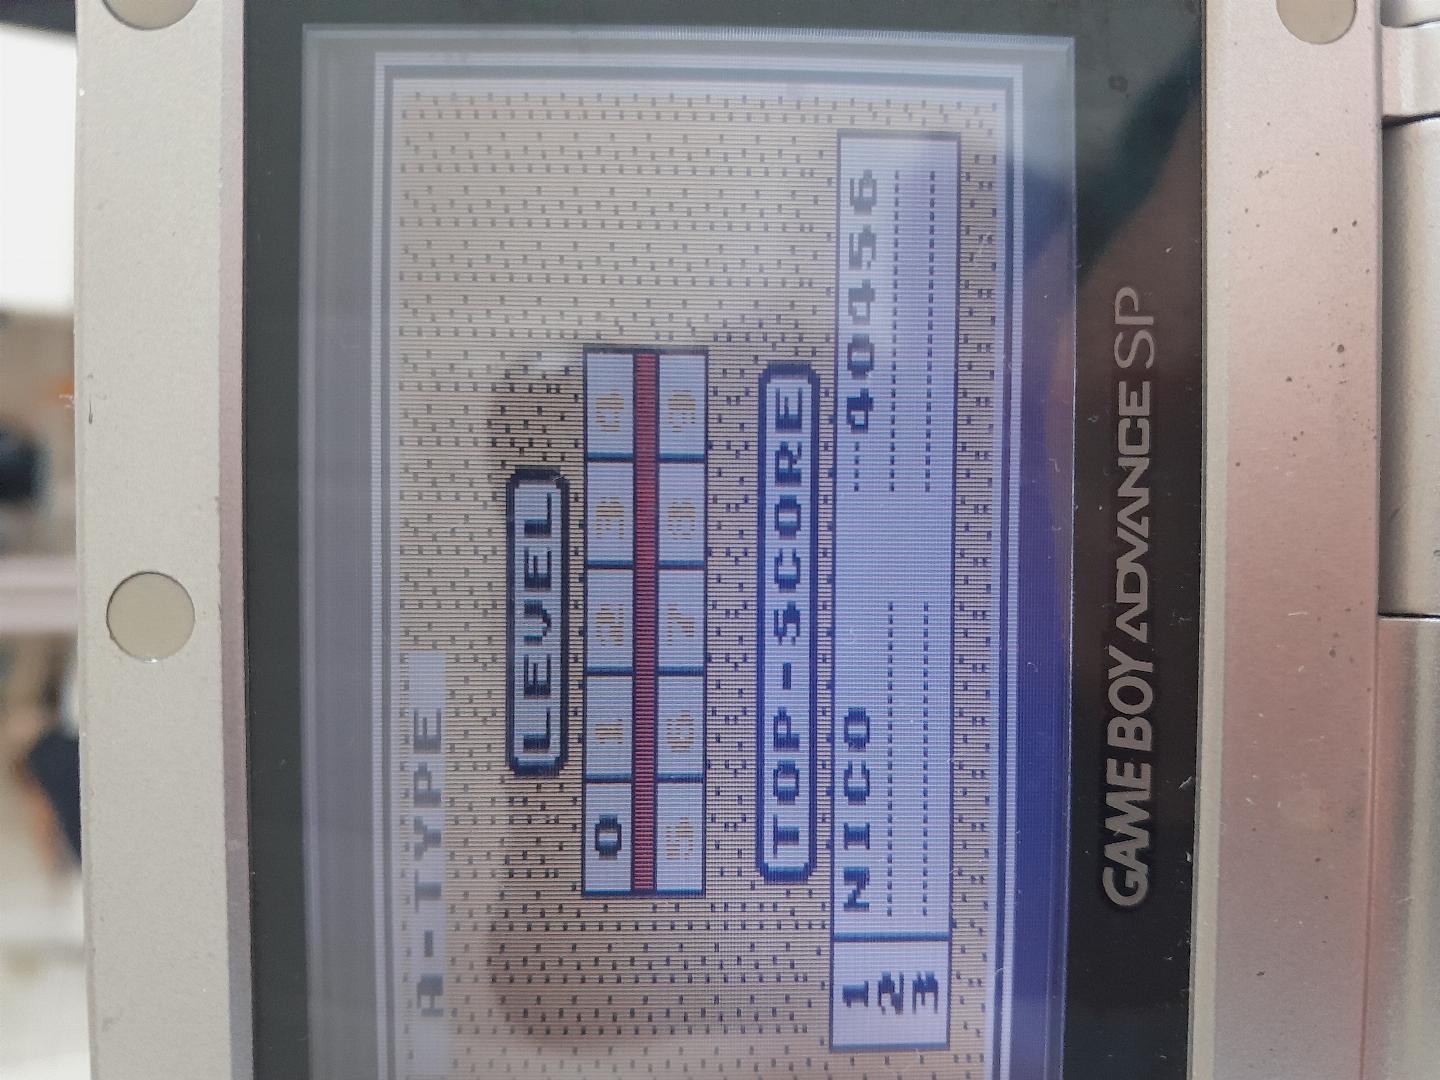 A-TYPE
LEVEL
0 1 2 3 4
5 6 7 8 9
TOP-SCORE
1 NICO 40456
2
3
GAME BOY ADVANCE SP